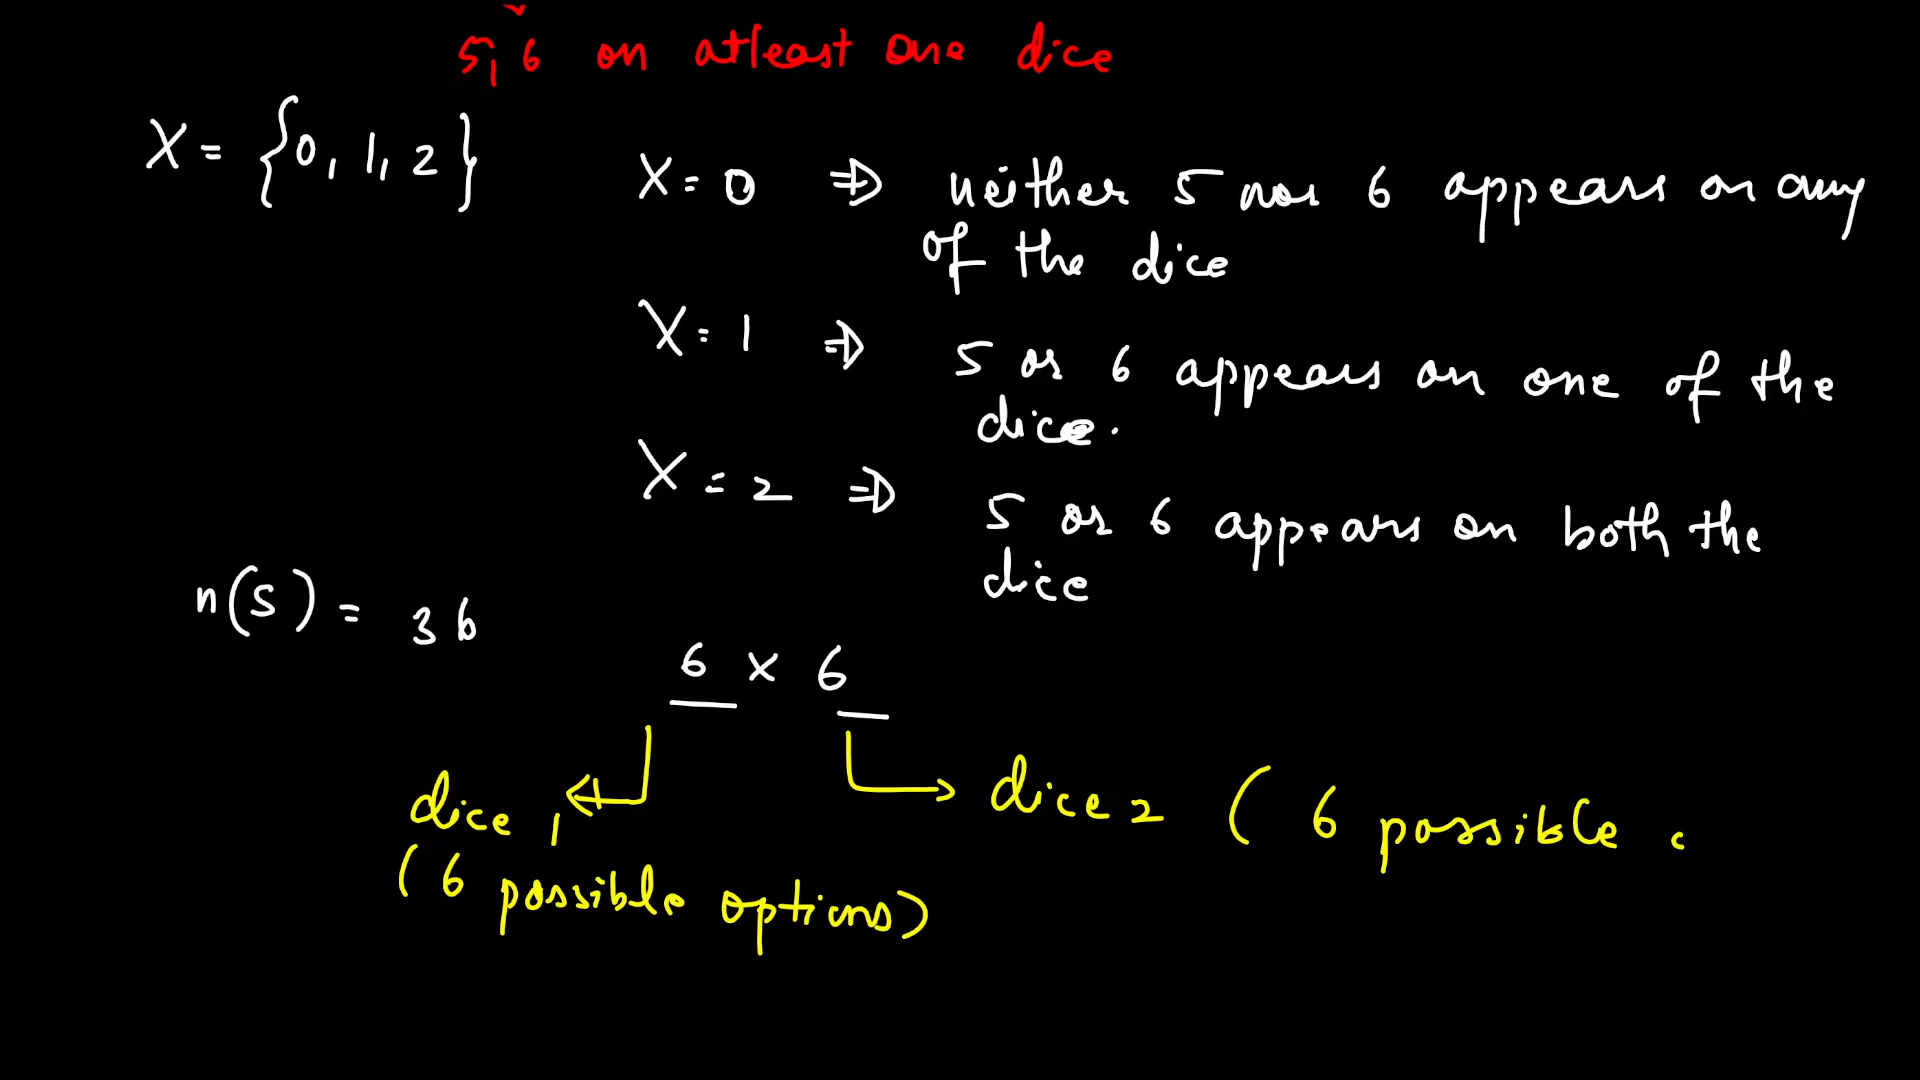 5, 6 on atleast one dice
X = {0, 1, 2}
X = 0 ⇒ neither 5 nor 6 appears on any
of the dice
X = 1 ⇒ 5 or 6 appears on one of the
dice.
X = 2 ⇒ 5 or 6 appears on both the
dice
n(S) = 36
6 × 6
dice 1
dice 2 ( 6 possible
( 6 possible options)